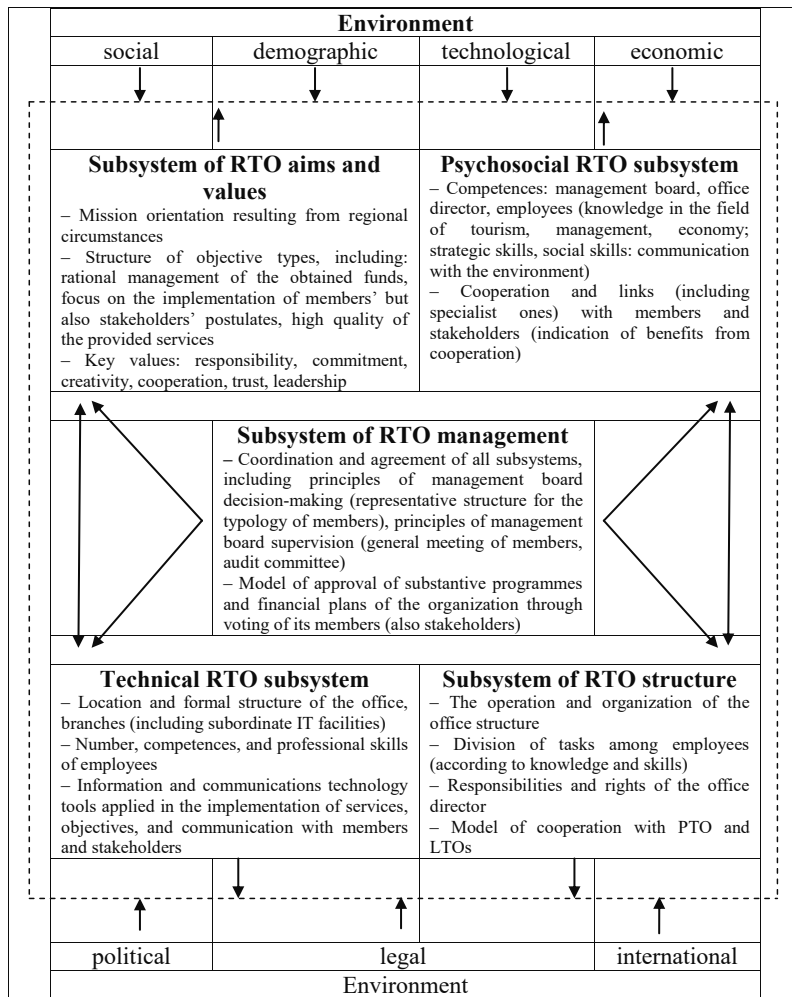 Environment
social demographic technological economic
Subsystem of RTO aims and
values
– Mission orientation resulting from regional
circumstances
– Structure of objective types, including:
rational management of the obtained funds,
focus on the implementation of members’ but
also stakeholders’ postulates, high quality of
the provided services
– Key values: responsibility, commitment,
creativity, cooperation, trust, leadership
Psychosocial RTO subsystem
– Competences: management board, office
director, employees (knowledge in the field
of tourism, management, economy;
strategic skills, social skills: communication
with the environment)
– Cooperation and links (including
specialist ones) with members and
stakeholders (indication of benefits from
cooperation)
Subsystem of RTO management
– Coordination and agreement of all subsystems,
including principles of management board
decision-making (representative structure for the
typology of members), principles of management
board supervision (general meeting of members,
audit committee)
– Model of approval of substantive programmes
and financial plans of the organization through
voting of its members (also stakeholders)
Technical RTO subsystem
– Location and formal structure of the office,
branches (including subordinate IT facilities)
– Number, competences, and professional skills
of employees
– Information and communications technology
tools applied in the implementation of services,
objectives, and communication with members
and stakeholders
Subsystem of RTO structure
– The operation and organization of the
office structure
– Division of tasks among employees
(according to knowledge and skills)
– Responsibilities and rights of the office
director
– Model of cooperation with PTO and
LTOs
political legal international
Environment